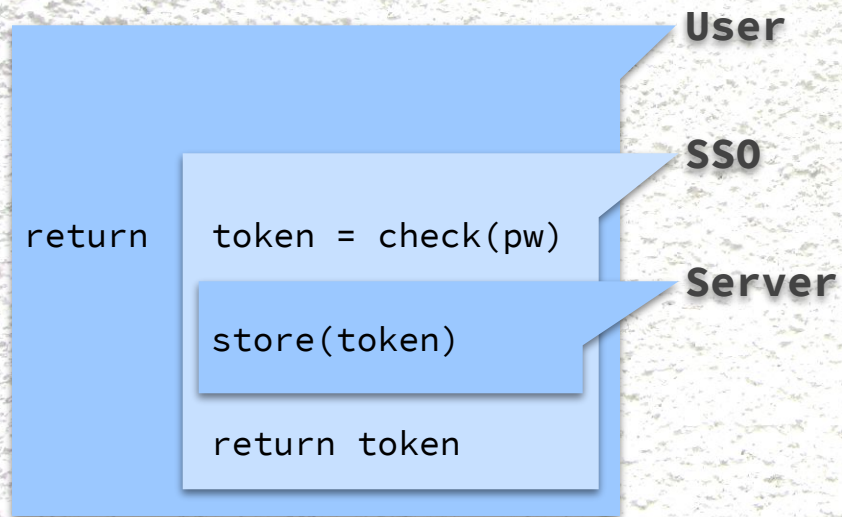 User
SSO
return token = check(pw)
Server
store(token)
return token